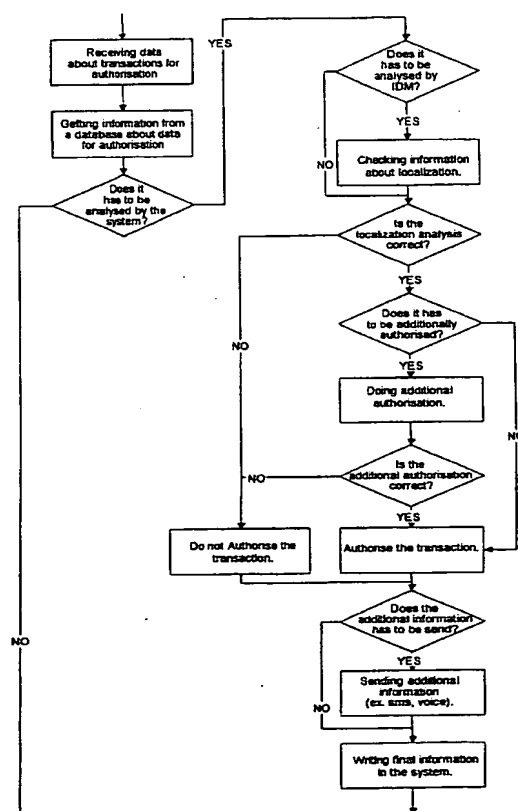 Receiving data
about transactions for
authorisation
Getting information from
a database about data
for authorisation
Does it
has to be
analysed by the
system?
YES
NO
Does it
has to be
analysed by
IDM?
YES
NO
Checking information
about localization.
Is the
localization analysis
correct?
YES
NO
Does it has
to be additionally
authorised?
YES
NO
Doing additional
authorisation.
Is the
additional authorisation
correct?
NO
YES
Do not Authorise the
transaction.
Authorise the transaction.
Does the
additional information
has to be send?
YES
NO
Sending additional
information
(ex. sms, voice).
Writing final information
in the system.